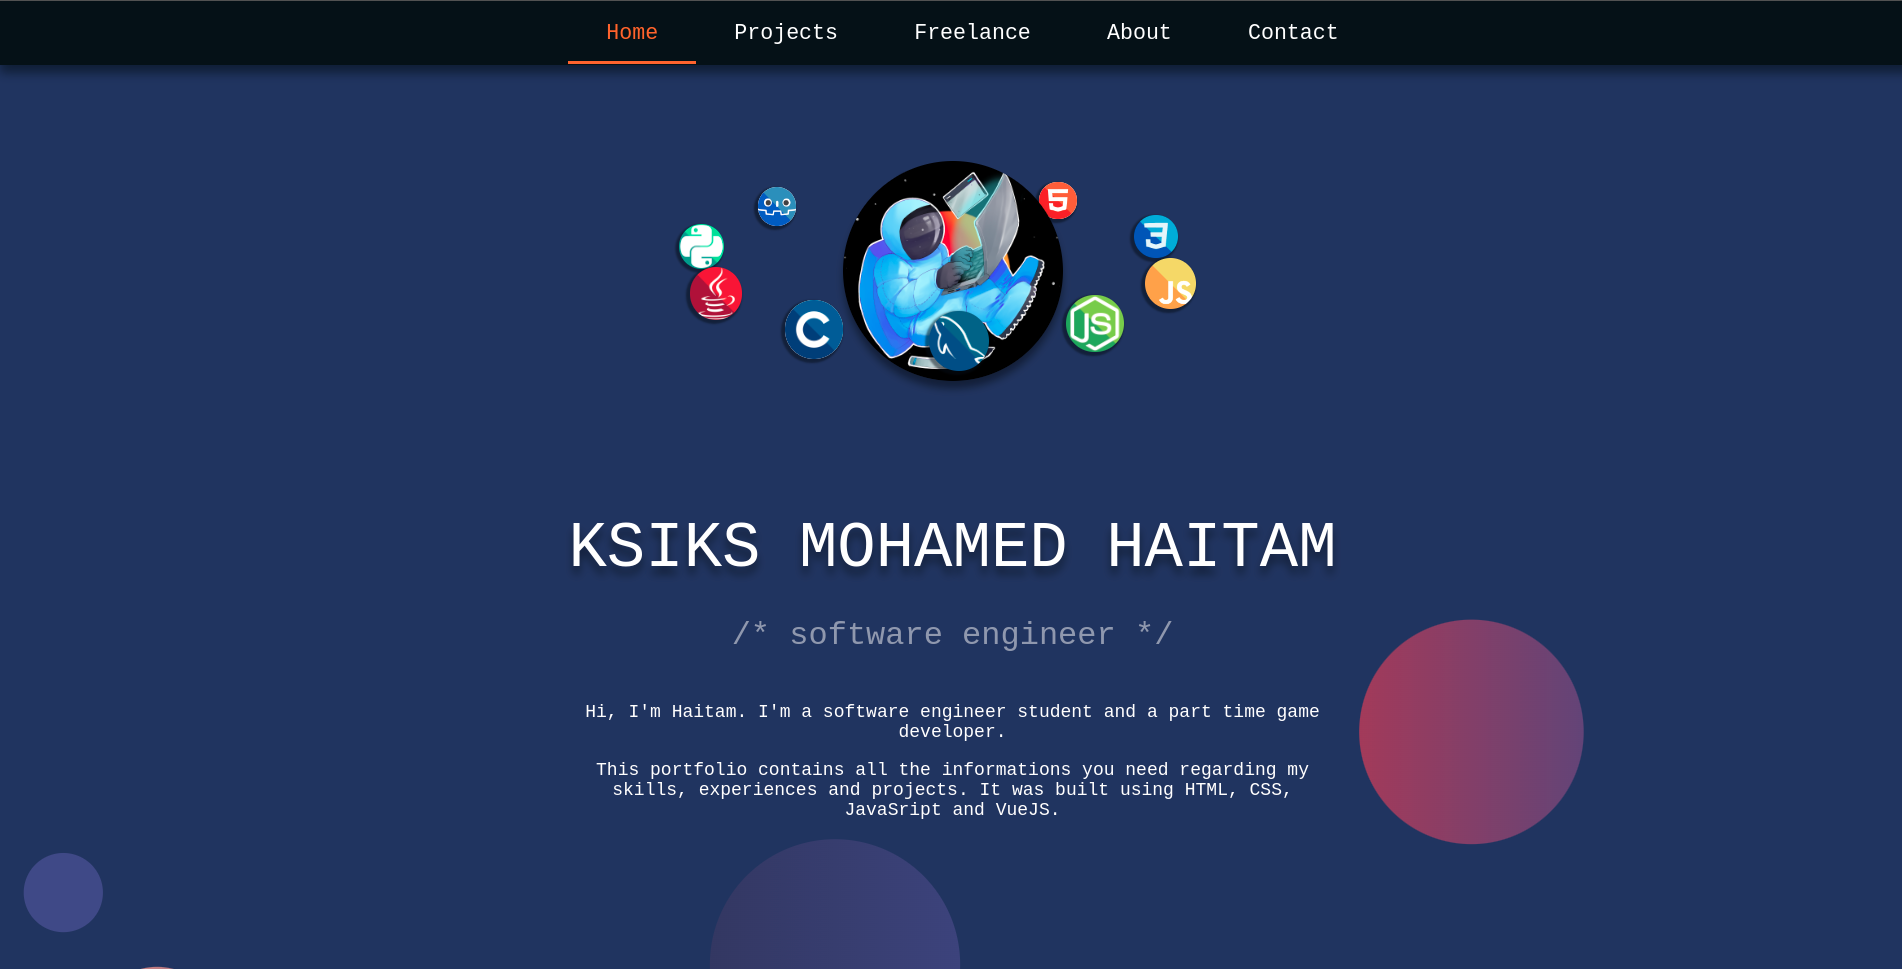 Home Projects Freelance About Contact
5
3
JS
JS
C
KSIKS MOHAMED HAITAM
/* software engineer */
Hi, I'm Haitam. I'm a software engineer student and a part time game
developer.
This portfolio contains all the informations you need regarding my
skills, experiences and projects. It was built using HTML, CSS,
JavaSript and VueJS.